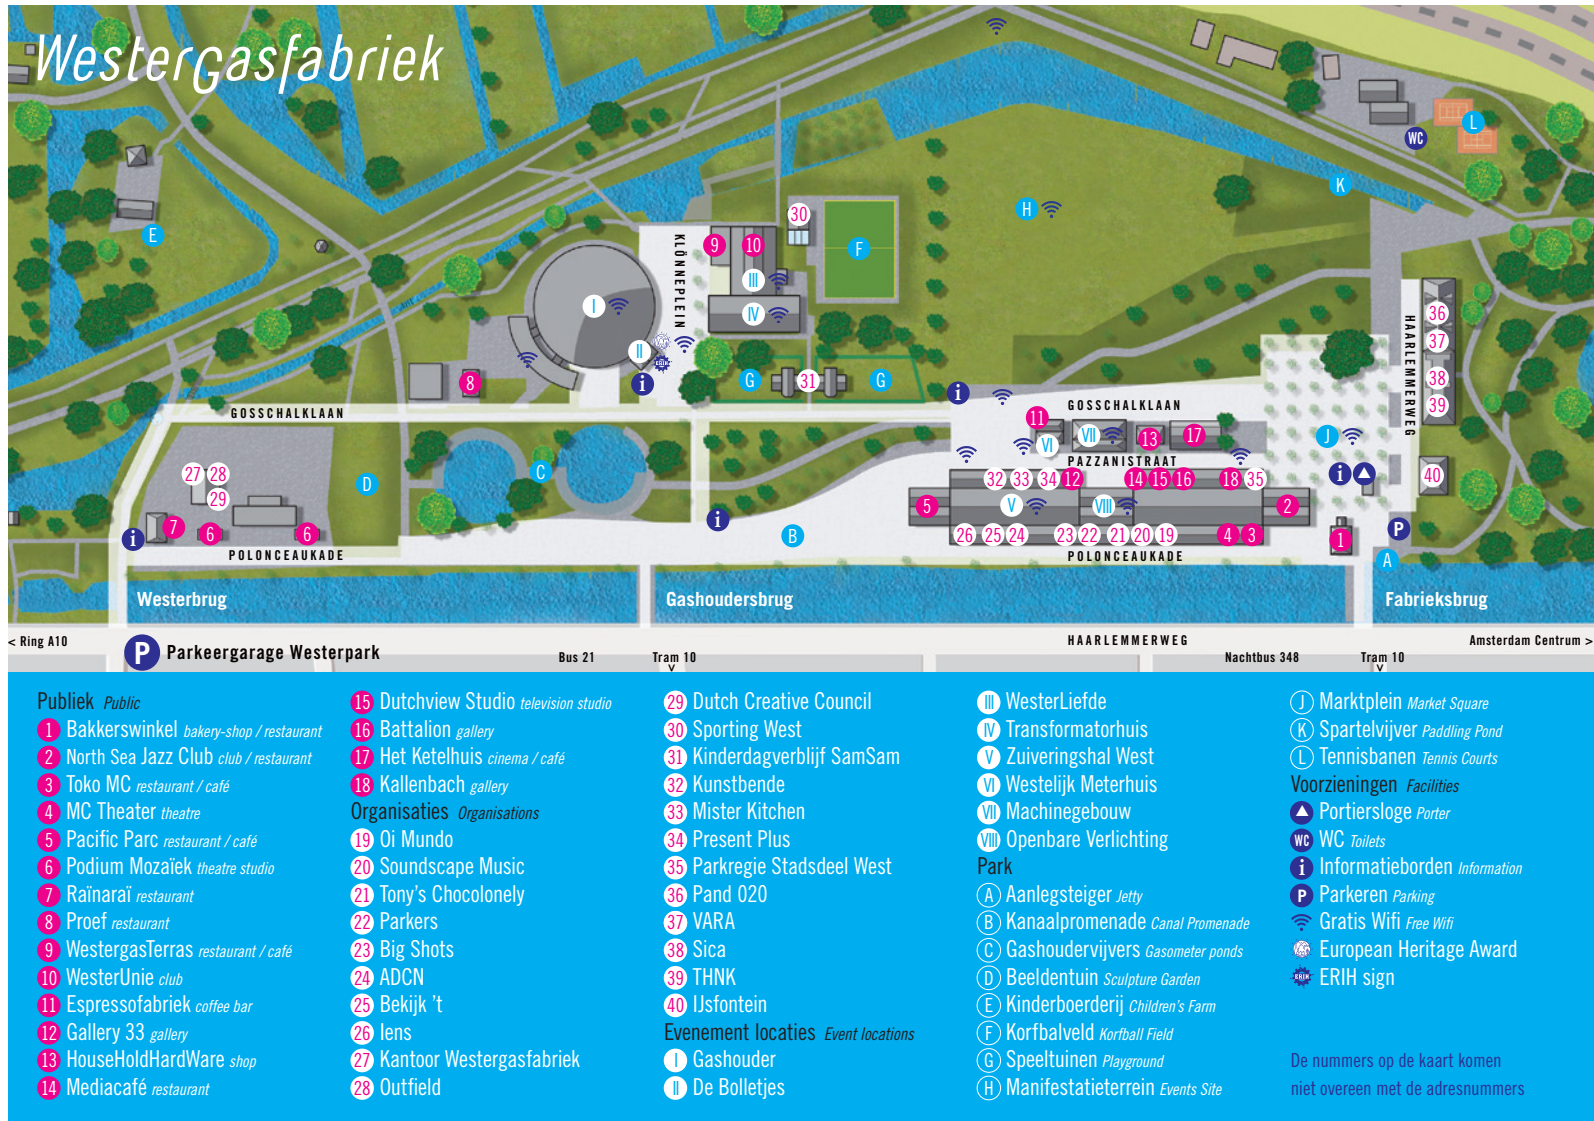 Westergasfabriek
KLÖNNEPLEIN
HAARLEMMERWEG
GOSSCHALKLAAN
GOSSCHALKLAAN
PAZZANISTRAAT
POLONCEAUKADE
POLONCEAUKADE
Westerbrug
Gashoudersbrug
Fabrieksbrug
< Ring A10
HAARLEMMERWEG
Amsterdam Centrum >
P Parkeergarage Westerpark
Bus 21
Tram 10
Nachtbus 348
Tram 10
Publiek Public
1 Bakkerswinkel bakery-shop / restaurant
2 North Sea Jazz Club club / restaurant
3 Toko MC restaurant / café
4 MC Theater theatre
5 Pacific Parc restaurant / café
6 Podium Mozaïek theatre studio
7 Raïnaraï restaurant
8 Proef restaurant
9 WestergasTerras restaurant / café
10 WesterUnie club
11 Espressofabriek coffee bar
12 Gallery 33 gallery
13 HouseHoldHardWare shop
14 Mediacafé restaurant
15 Dutchview Studio television studio
16 Battalion gallery
17 Het Ketelhuis cinema / café
18 Kallenbach gallery
Organisaties Organisations
19 Oi Mundo
20 Soundscape Music
21 Tony's Chocolonely
22 Parkers
23 Big Shots
24 ADCN
25 Bekijk 't
26 Iens
27 Kantoor Westergasfabriek
28 Outfield
29 Dutch Creative Council
30 Sporting West
31 Kinderdagverblijf SamSam
32 Kunstbende
33 Mister Kitchen
34 Present Plus
35 Parkregie Stadsdeel West
36 Pand 020
37 VARA
38 Sica
39 THNK
40 IJsfontein
Evenement locaties Event locations
I Gashouder
II De Bolletjes
III WesterLiefde
IV Transformatorhuis
V Zuiveringshal West
VI Westelijk Meterhuis
VII Machinegebouw
VIII Openbare Verlichting
Park
A Aanlegsteiger Jetty
B Kanaalpromenade Canal Promenade
C Gashoudervijvers Gasometer ponds
D Beeldentuin Sculpture Garden
E Kinderboerderij Children's Farm
F Korfbalveld Korfball Field
G Speeltuinen Playground
H Manifestatieterrein Events Site
J Marktplein Market Square
K Spartelvijver Paddling Pond
L Tennisbanen Tennis Courts
Voorzieningen Facilities
Portiersloge Porter
WC WC Toilets
i Informatieborden Information
P Parkeren Parking
Gratis Wifi Free Wifi
European Heritage Award
ERIH ERIH sign
De nummers op de kaart komen
niet overeen met de adresnummers